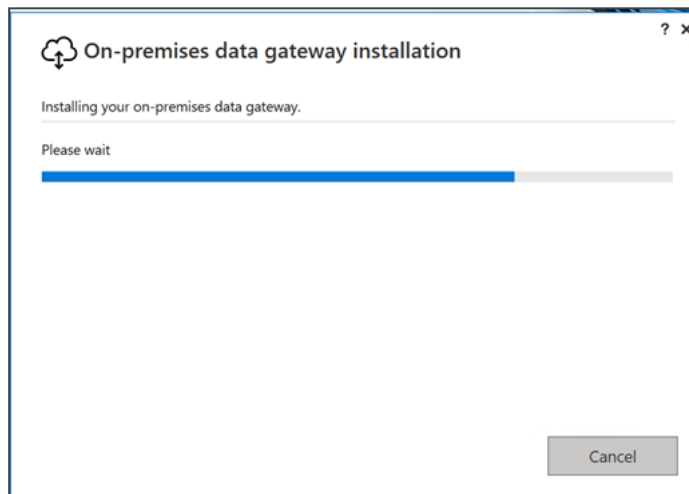 ? ×
On-premises data gateway installation
Installing your on-premises data gateway.
Please wait
Cancel